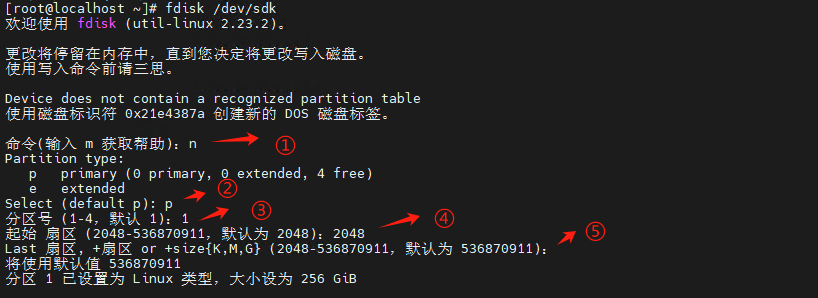 [root@localhost ~]# fdisk /dev/sdk
欢迎使用 fdisk (util-linux 2.23.2)。
更改将停留在内存中，直到您决定将更改写入磁盘。
使用写入命令前请三思。
Device does not contain a recognized partition table
使用磁盘标识符 0x21e4387a 创建新的 DOS 磁盘标签。
命令(输入 m 获取帮助)：n ①
Partition type:
   p   primary (0 primary, 0 extended, 4 free)
   e   extended
Select (default p): p ②
分区号 (1-4，默认 1)：1 ③
起始 扇区 (2048-536870911，默认为 2048)：2048 ④
Last 扇区, +扇区 or +size{K,M,G} (2048-536870911，默认为 536870911)： ⑤
将使用默认值 536870911
分区 1 已设置为 Linux 类型，大小设为 256 GiB